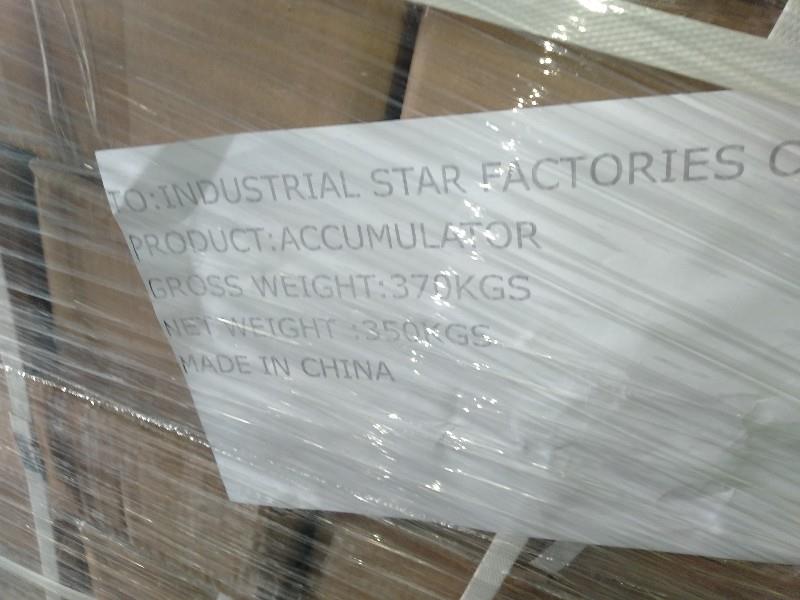 TO:INDUSTRIAL STAR FACTORIES C
PRODUCT:ACCUMULATOR
GROSS WEIGHT:370KGS
NET WEIGHT :350KGS
MADE IN CHINA